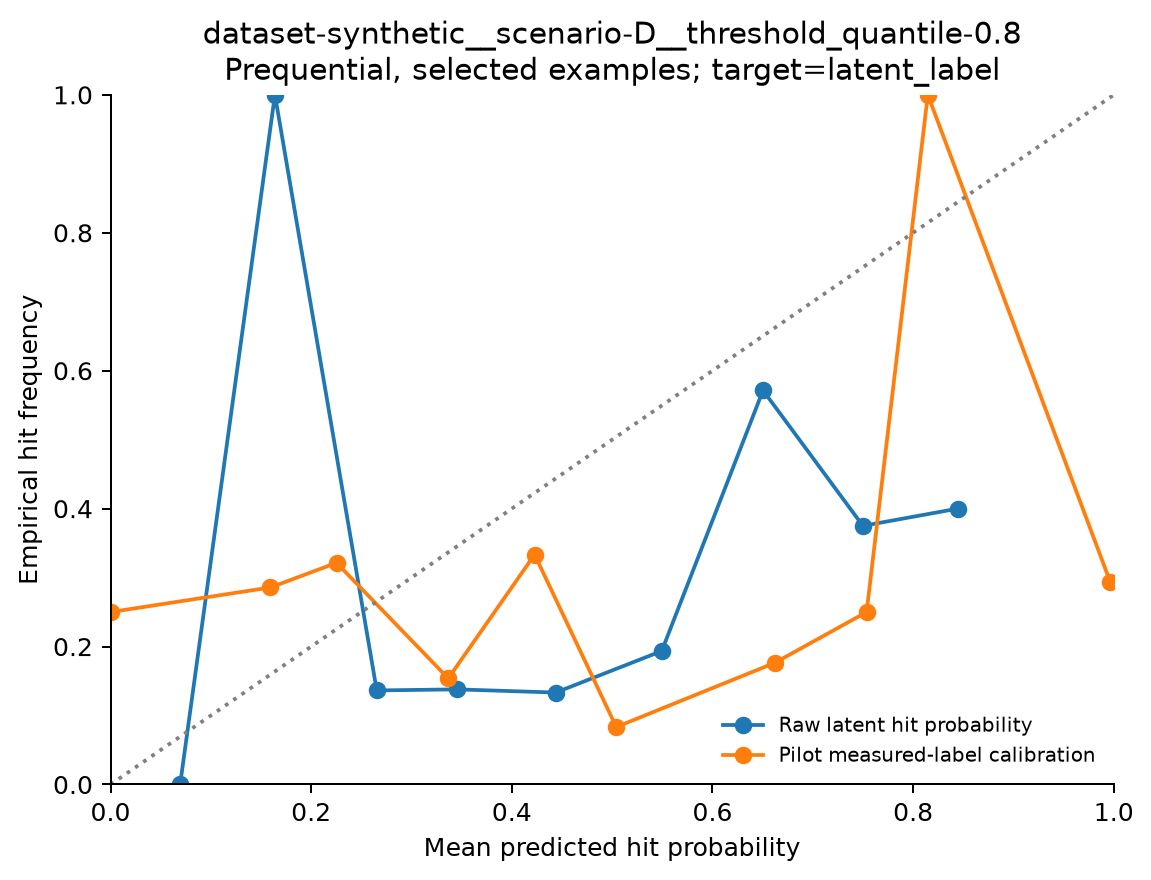 dataset-synthetic__scenario-D__threshold_quantile-0.8
Prequential, selected examples; target=latent_label
1.0
0.8
0.6
0.4
0.2
0.0
Empirical hit frequency
Raw latent hit probability
Pilot measured-label calibration
0.0 0.2 0.4 0.6 0.8 1.0
Mean predicted hit probability